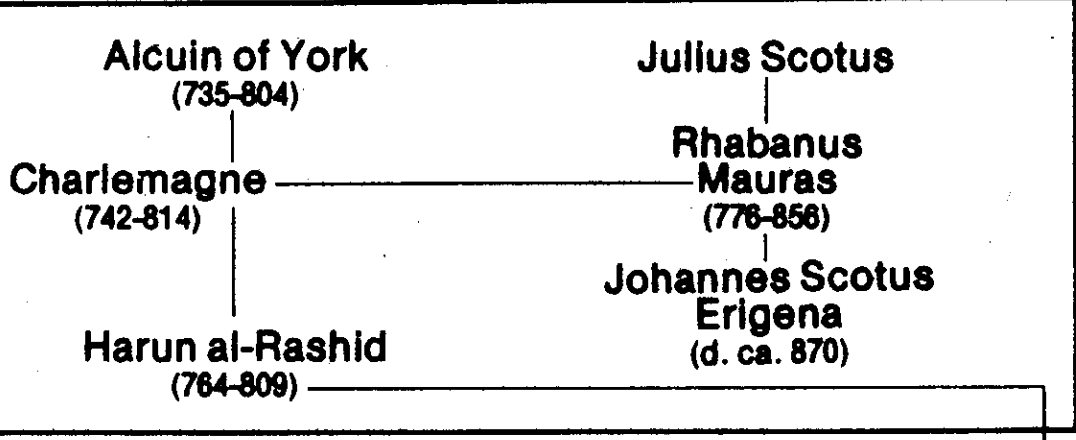 Alcuin of York
(735-804)
Julius Scotus
Rhabanus
Mauras
(776-856)
Charlemagne
(742-814)
Johannes Scotus
Erigena
(d. ca. 870)
Harun al-Rashid
(764-809)